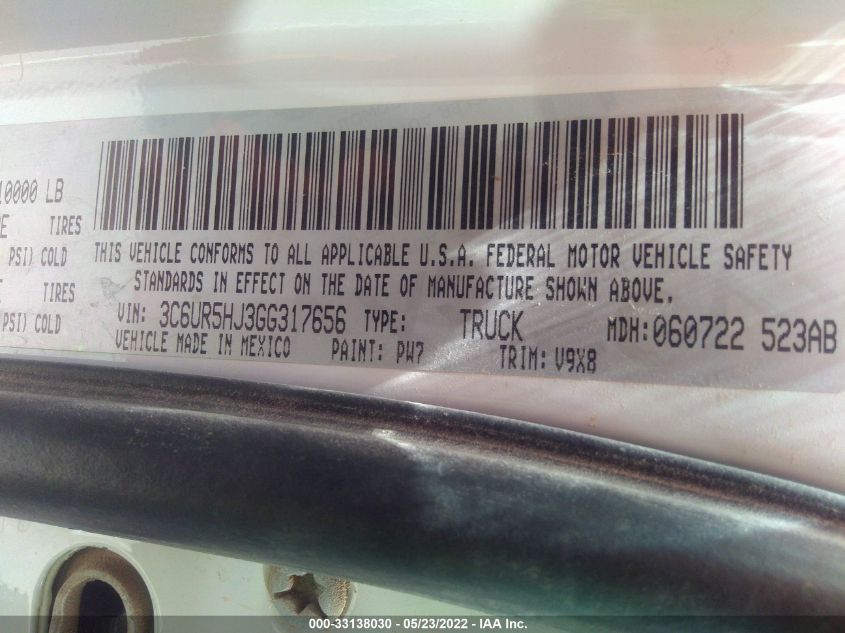 10000 LB
TIRES
PSI) COLD
TIRES
PSI) COLD
THIS VEHICLE CONFORMS TO ALL APPLICABLE U.S.A. FEDERAL MOTOR VEHICLE SAFETY
STANDARDS IN EFFECT ON THE DATE OF MANUFACTURE SHOWN ABOVE.
VIN: 3C6UR5HJ3GG317656 TYPE: TRUCK MDH: 060722 523AB
VEHICLE MADE IN MEXICO PAINT: PW7 TRIM: V9X8
000-33138030 - 05/23/2022 - IAA Inc.